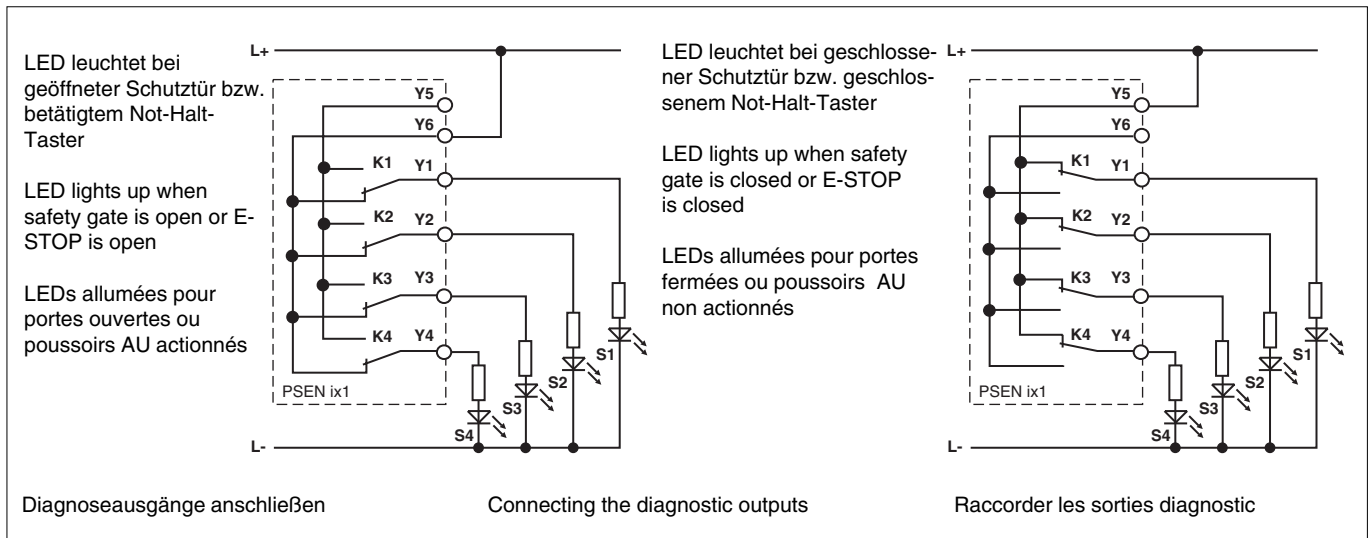 LED leuchtet bei
geöffneter Schutztür bzw.
betätigtem Not-Halt-
Taster
LED lights up when
safety gate is open or E-
STOP is open
LEDs allumées pour
portes ouvertes ou
poussoirs AU actionnés
L+
Y5
Y6
K1 Y1
K2 Y2
K3 Y3
K4 Y4
PSEN ix1
S1
S2
S3
S4
L-
LED leuchtet bei geschlosse-
ner Schutztür bzw. geschlos-
senem Not-Halt-Taster
LED lights up when safety
gate is closed or E-STOP
is closed
LEDs allumées pour portes
fermées ou poussoirs AU
non actionnés
L+
Y5
Y6
K1 Y1
K2 Y2
K3 Y3
K4 Y4
PSEN ix1
S1
S2
S3
S4
L-
Diagnoseausgänge anschließen
Connecting the diagnostic outputs
Raccorder les sorties diagnostic